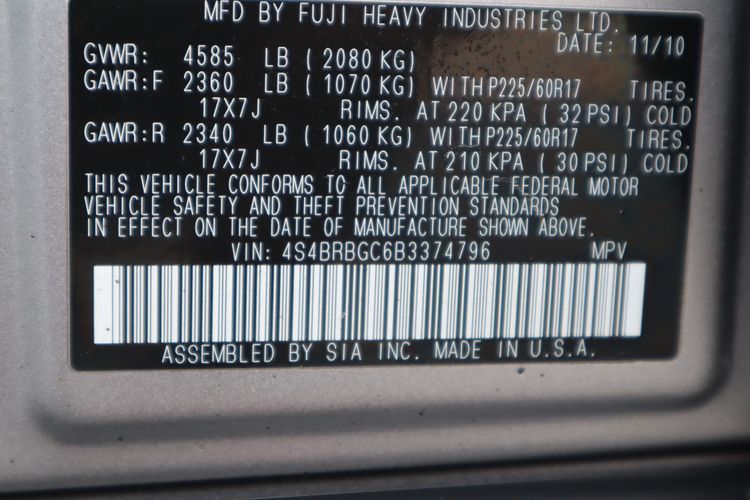 MFD BY FUJI HEAVY INDUSTRIES LTD.
DATE: 11/10
GVWR: 4585 LB ( 2080 KG)
GAWR:F 2360 LB ( 1070 KG) WITHP225/60R17 TIRES.
17X7J RIMS. AT 220 KPA ( 32 PSI) COLD
GAWR:R 2340 LB ( 1060 KG) WITHP225/60R17 TIRES.
17X7J RIMS. AT 210 KPA ( 30 PSI) COLD
THIS VEHICLE CONFORMS TO ALL APPLICABLE FEDERAL MOTOR
VEHICLE SAFETY AND THEFT PREVENTION STANDARDS
IN EFFECT ON THE DATE OF MANUFACTURE SHOWN ABOVE.
VIN: 4S4BRBGC6B3374796 MPV
ASSEMBLED BY SIA INC. MADE IN U.S.A.